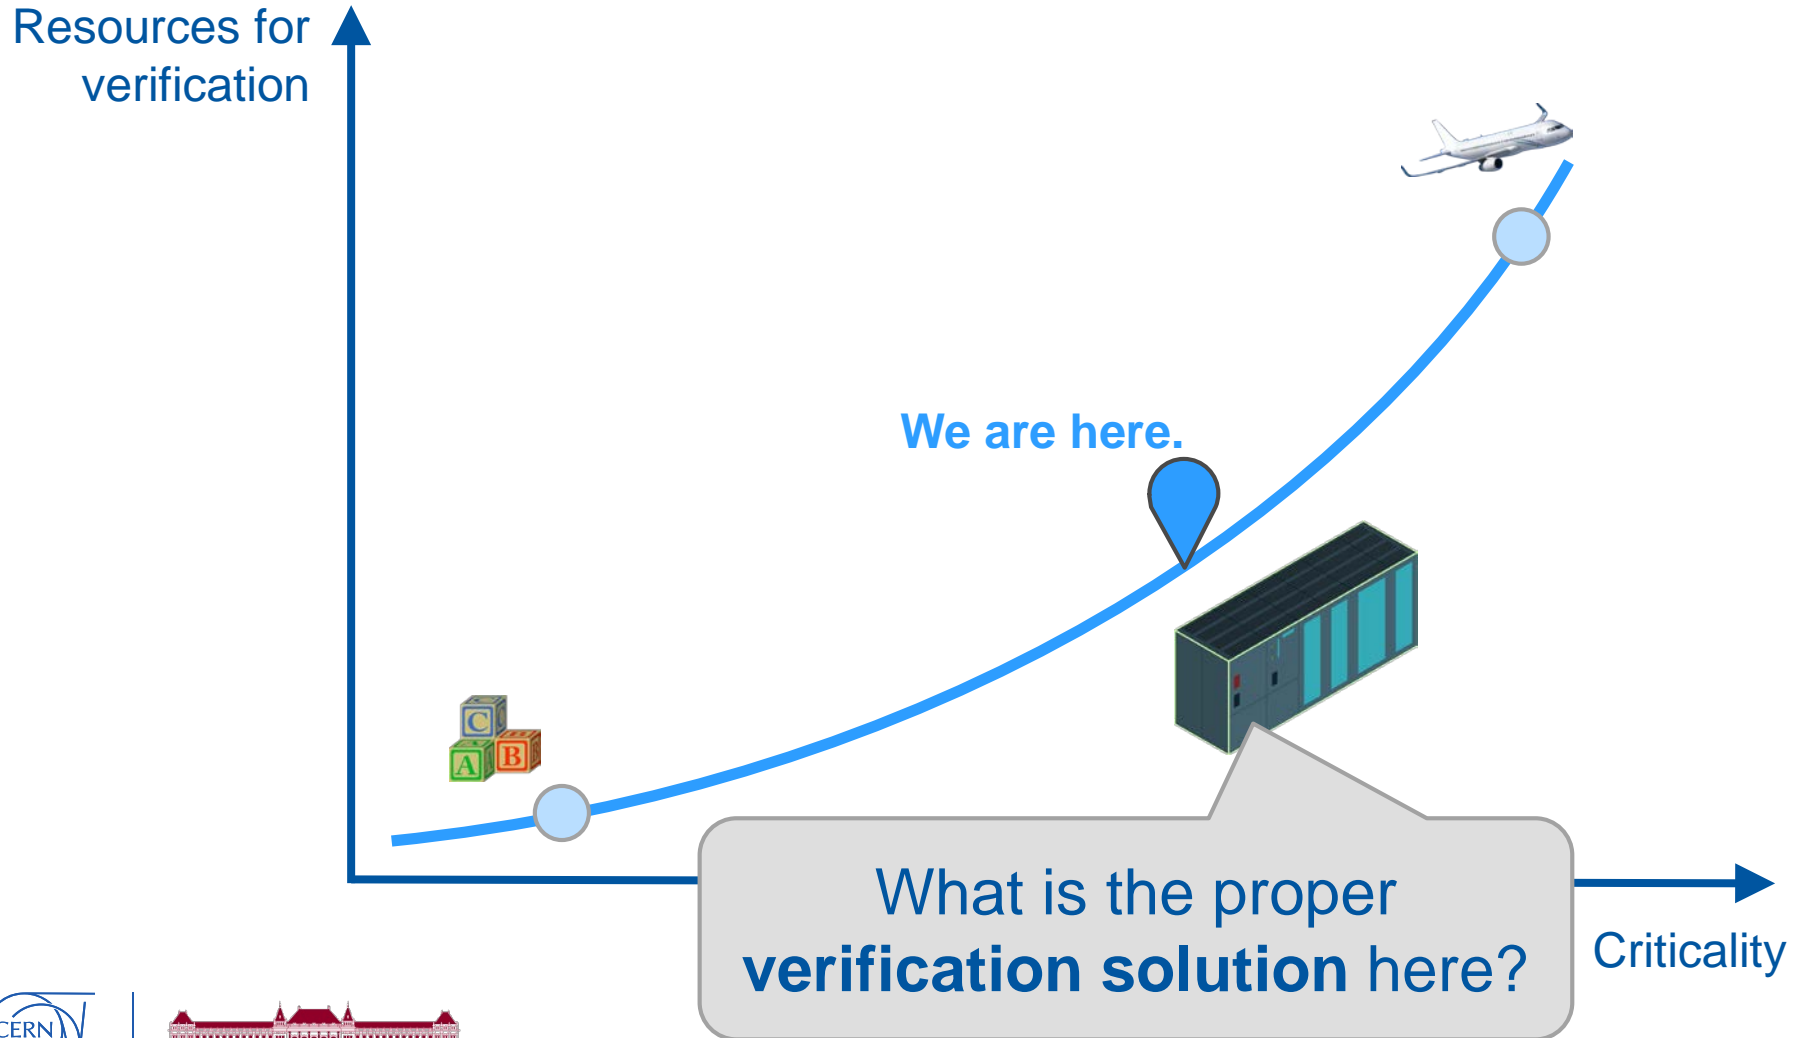 Resources for
verification
We are here.
C
A
B
What is the proper
verification solution here?
Criticality
CERN